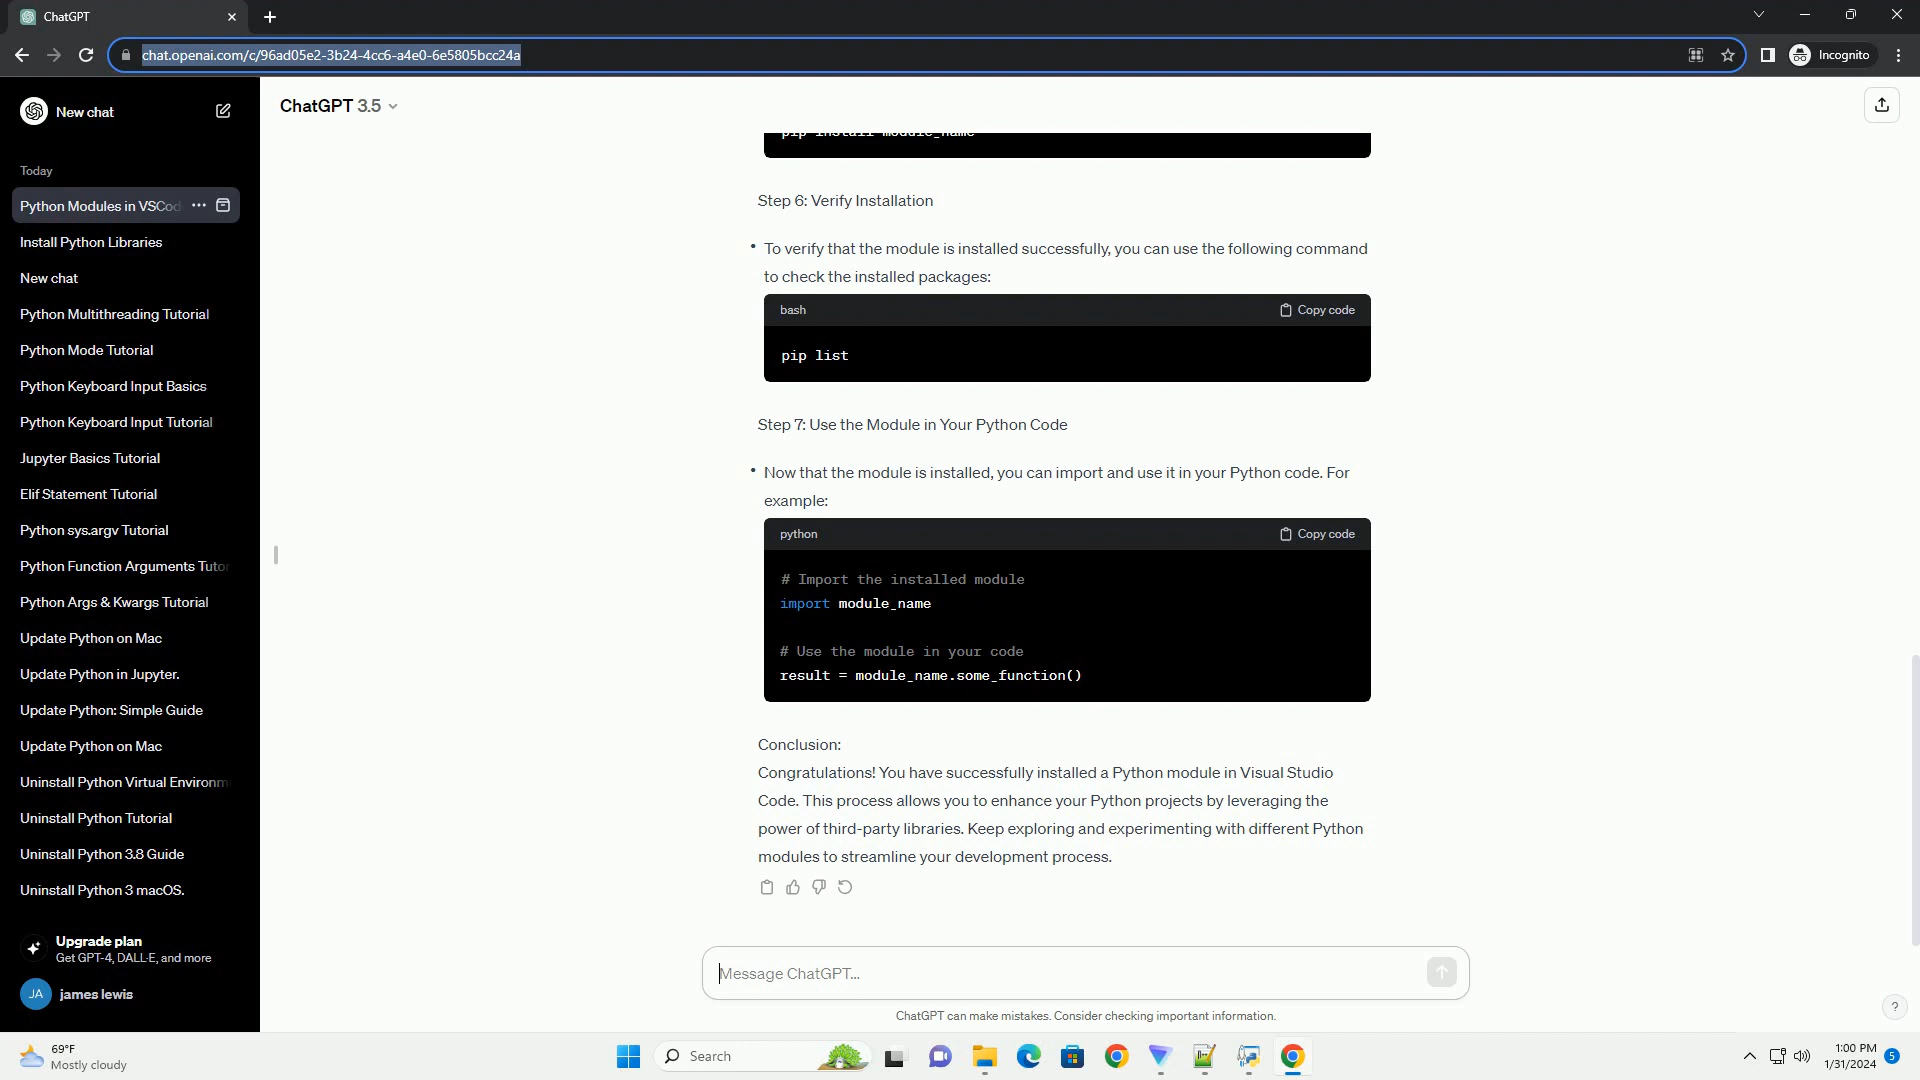 ChatGPT
chat.openai.com/c/96ad05e2-3b24-4cc6-a4e0-6e5805bcc24a
Incognito
New chat
Today
Python Modules in VSCod
Install Python Libraries
New chat
Python Multithreading Tutorial
Python Mode Tutorial
Python Keyboard Input Basics
Python Keyboard Input Tutorial
Jupyter Basics Tutorial
Elif Statement Tutorial
Python sys.argv Tutorial
Python Function Arguments Tutor
Python Args & Kwargs Tutorial
Update Python on Mac
Update Python in Jupyter.
Update Python: Simple Guide
Update Python on Mac
Uninstall Python Virtual Environm
Uninstall Python Tutorial
Uninstall Python 3.8 Guide
Uninstall Python 3 macOS.
Upgrade plan
Get GPT-4, DALL·E, and more
JA james lewis
ChatGPT 3.5
pip install module_name
Step 6: Verify Installation
• To verify that the module is installed successfully, you can use the following command
to check the installed packages:
bash Copy code
pip list
Step 7: Use the Module in Your Python Code
• Now that the module is installed, you can import and use it in your Python code. For
example:
python Copy code
# Import the installed module
import module_name
# Use the module in your code
result = module_name.some_function()
Conclusion:
Congratulations! You have successfully installed a Python module in Visual Studio
Code. This process allows you to enhance your Python projects by leveraging the
power of third-party libraries. Keep exploring and experimenting with different Python
modules to streamline your development process.
Message ChatGPT...
ChatGPT can make mistakes. Consider checking important information.
?
69°F
Mostly cloudy
Search
1:00 PM
1/31/2024
5